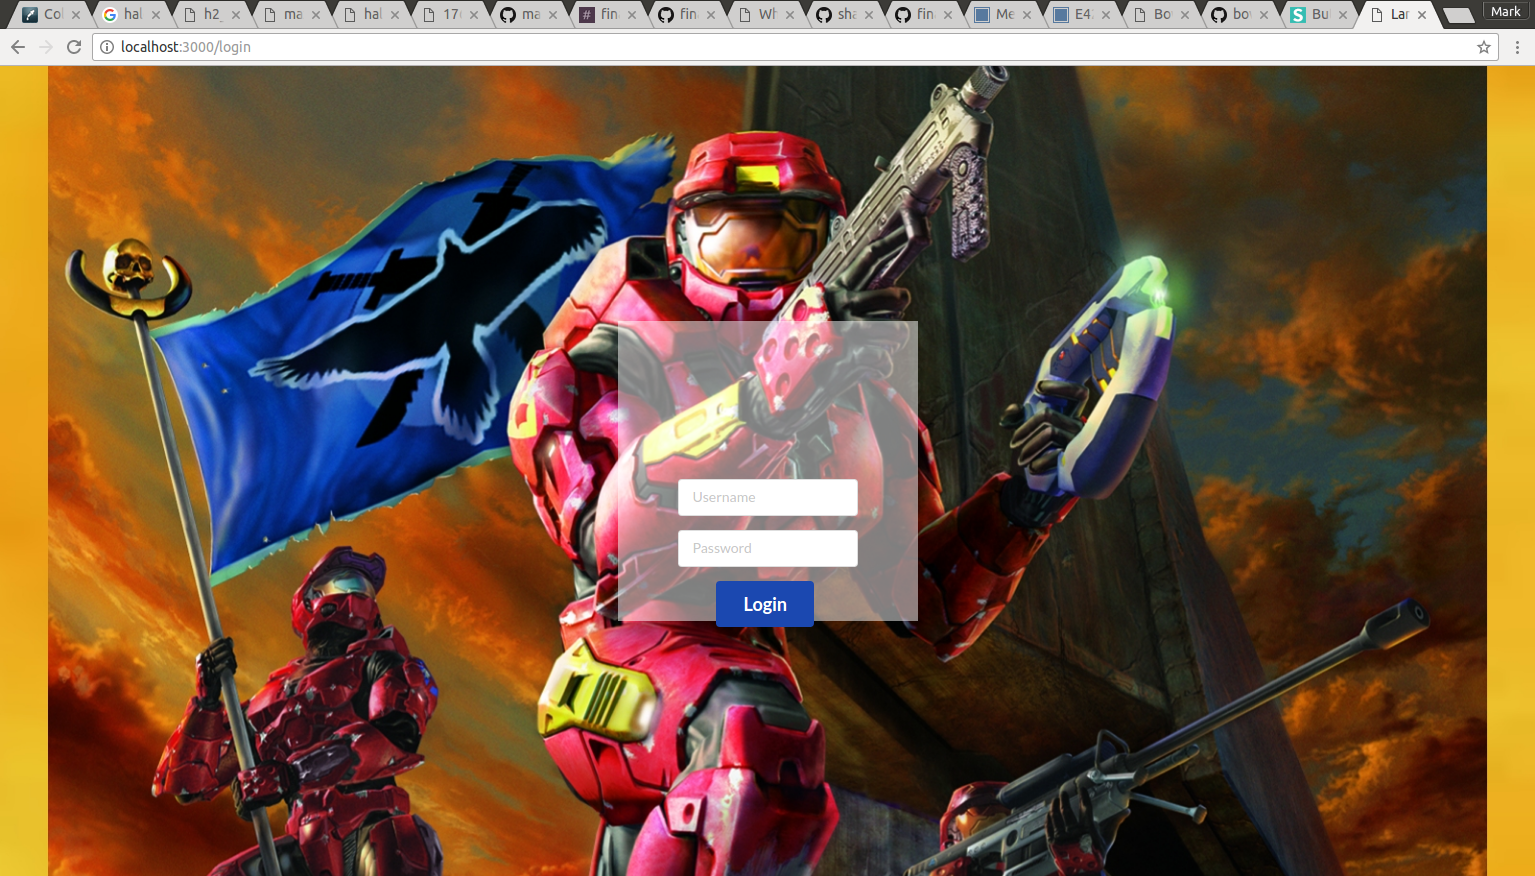 Col
hal
h2_
ma
hal
17
ma
fin
fin
Wh
sha
fin
Me
E4
Bo
bo
Bu
Lar
Mark
localhost:3000/login
Username
Password
Login